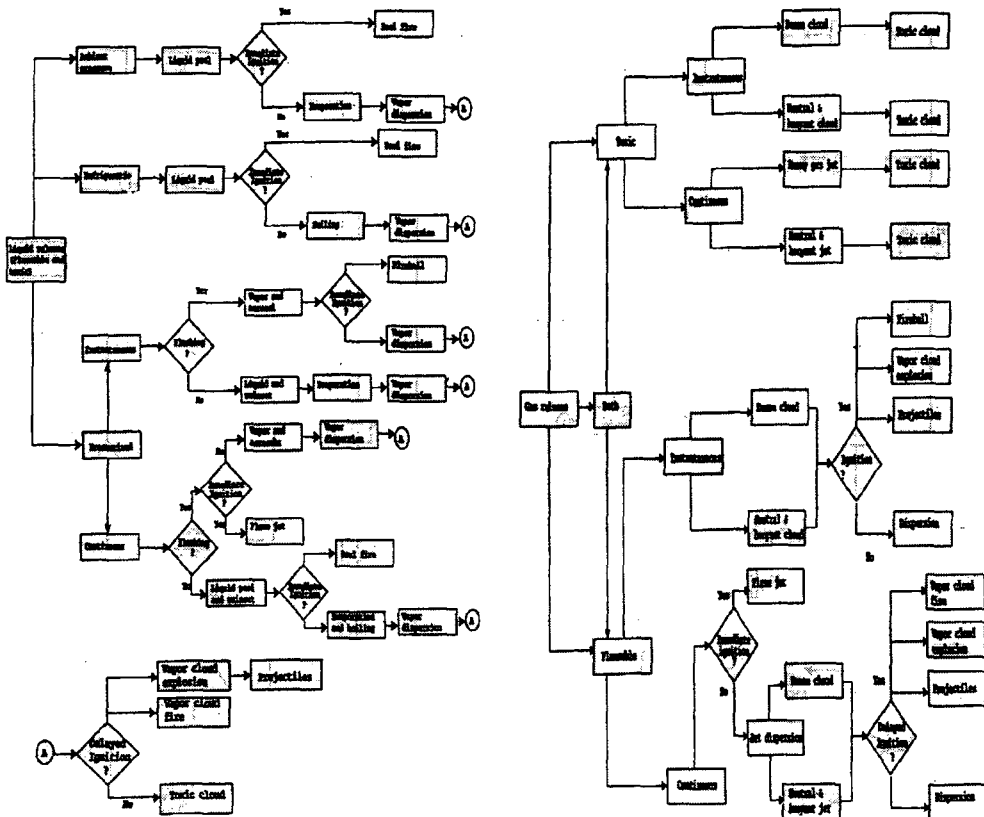 Yes
Pool fire
Immediate
Ignition
?
Ambient
Liquid pool
No
Evaporation
Vapor
dispersion
A
Yes
Pool fire
Immediate
Ignition
?
Liquid pool
No
Boiling
Vapor
dispersion
A
Liquid release
(flammable and
toxic)
Fireball
Yes
Vapor and
aerosol
Immediate
Ignition
?
Instantaneous
Flashing
?
Vapor
dispersion
A
No
Liquid and
Evaporation
Vapor
dispersion
A
Pressurized
Vapor and
aerosols
Vapor
dispersion
A
No
Immediate
Ignition
?
Yes
Yes
Flame jet
Continuous
Flashing
?
No
Liquid pool
and
Pool fire
Immediate
Ignition
?
Evaporation
and boiling
Vapor
dispersion
A
Vapor cloud
explosion
Projectiles
Vapor cloud
fire
A
Delayed
Ignition
?
No
Toxic cloud
Dense cloud
Toxic cloud
Instantaneous
Neutral &
buoyant cloud
Toxic cloud
Toxic
Heavy gas jet
Toxic cloud
Continuous
Neutral &
buoyant jet
Toxic cloud
Gas release
Both
Fireball
Vapor cloud
explosion
Yes
Projectiles
Dense cloud
Instantaneous
Ignition
?
Neutral &
buoyant cloud
Dispersion
No
Flammable
Flame jet
Yes
Immediate
Ignition
?
No
Dense cloud
Jet dispersion
Neutral &
buoyant jet
Continuous
Vapor cloud
fire
Vapor cloud
explosion
Yes
Projectiles
Delayed
Ignition
?
No
Dispersion